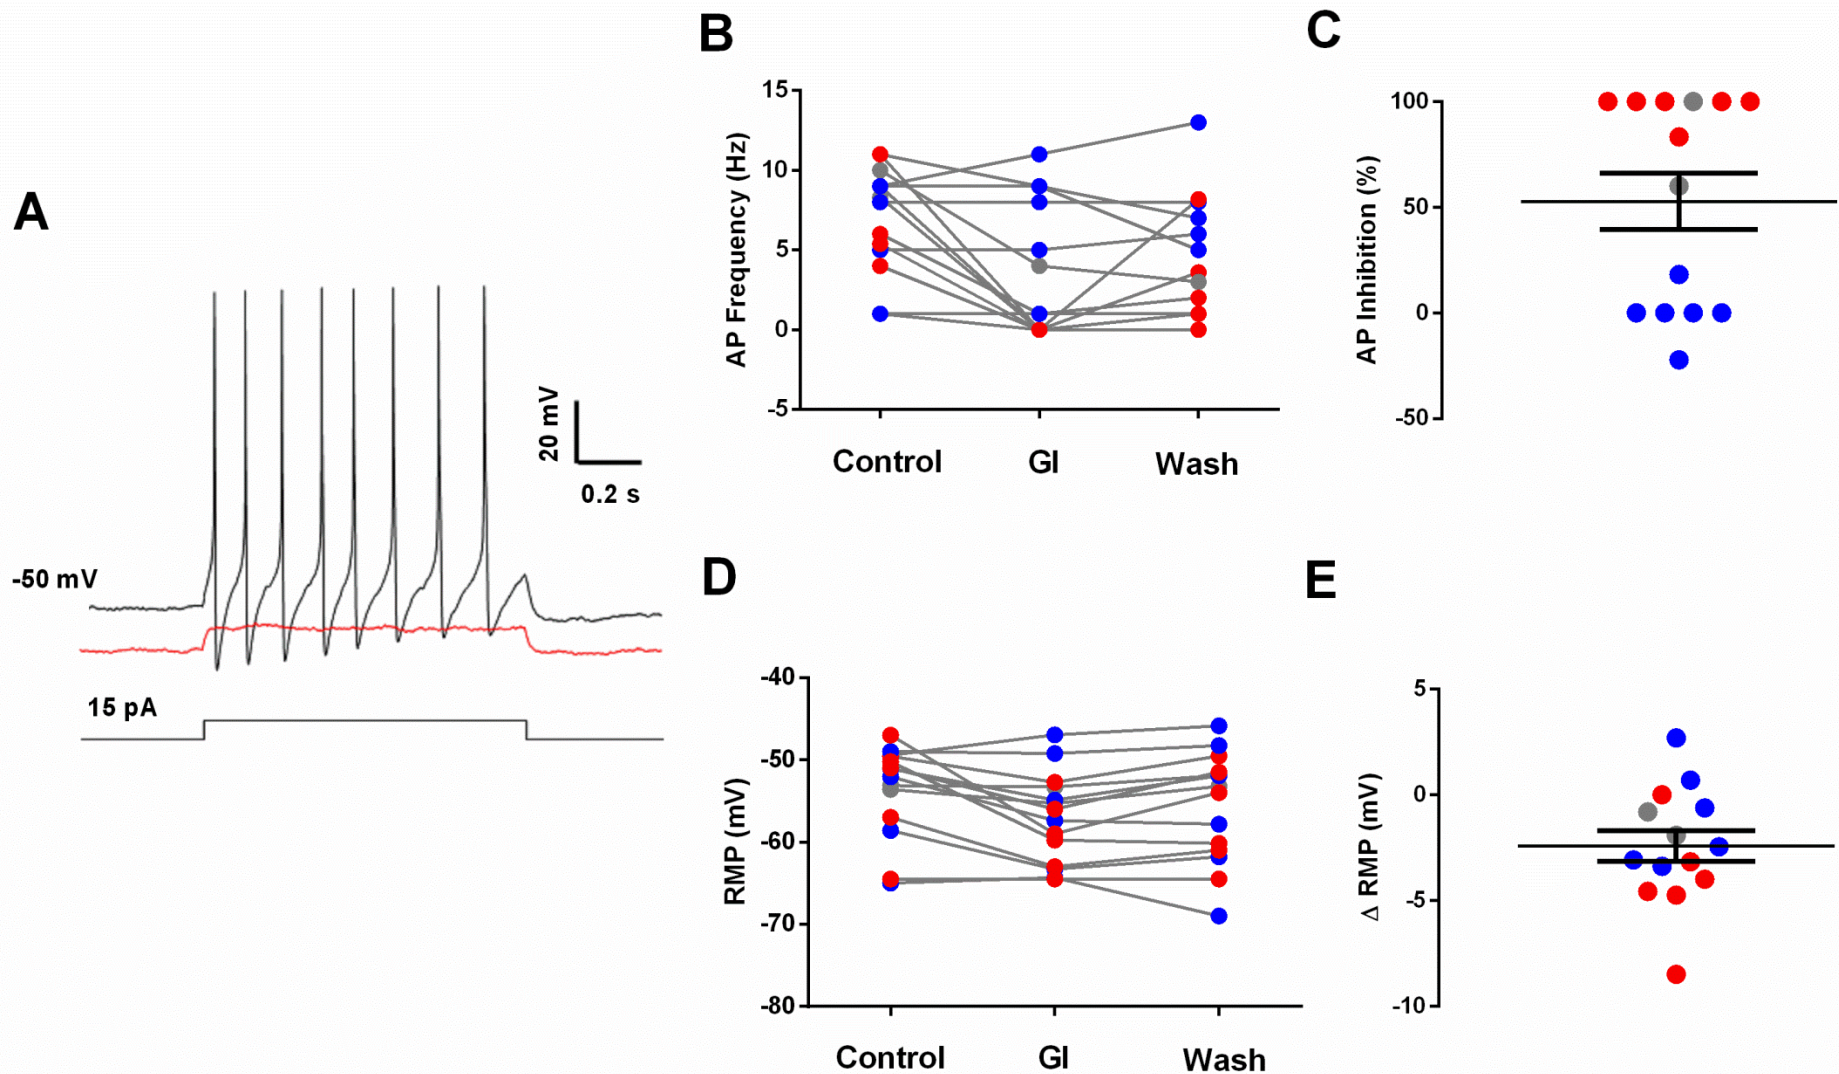 A
-50 mV
15 pA
20 mV
0.2 s
B
AP Frequency (Hz)
15
10
5
0
-5
Control GI Wash
C
AP Inhibition (%)
100
50
0
-50
D
RMP (mV)
-40
-50
-60
-70
-80
Control GI Wash
E
Δ RMP (mV)
5
0
-5
-10